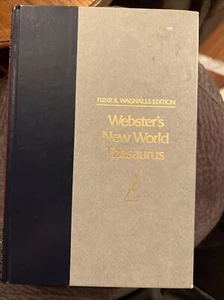 FUNK & WAGNALLS EDITION
Webster's
New World
Thesaurus